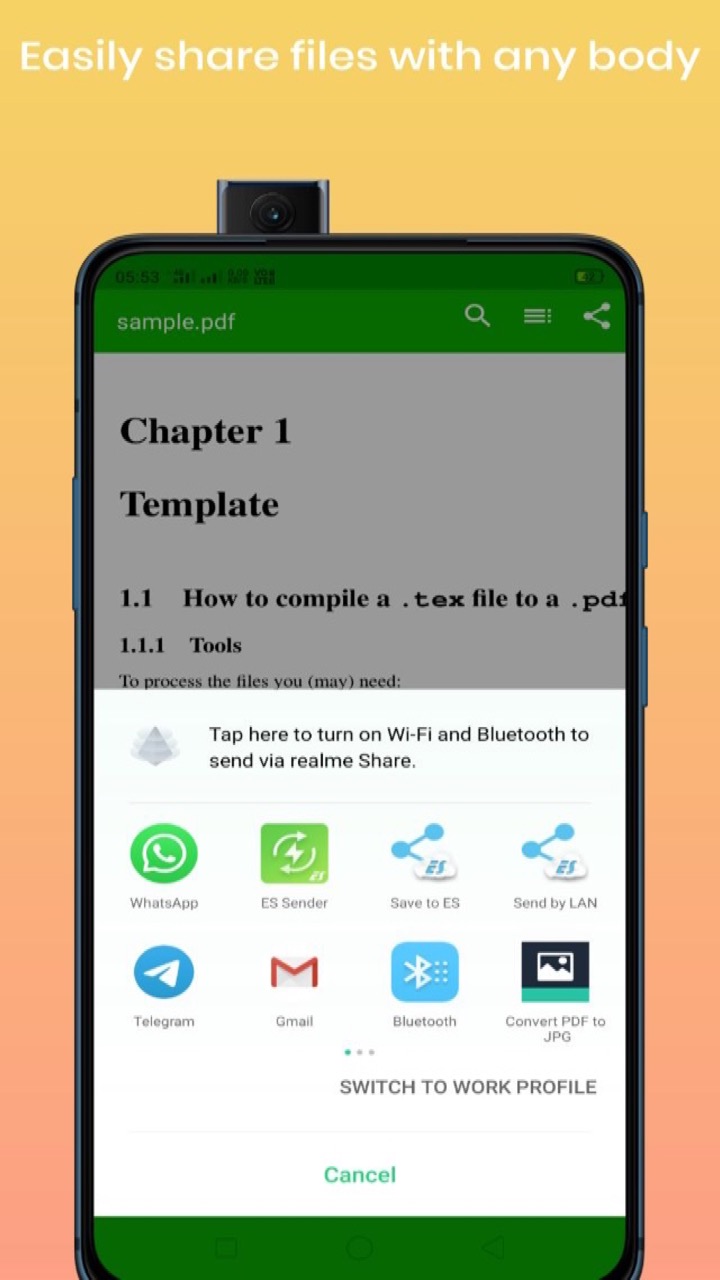 Easily share files with any body
05:53
sample.pdf
Chapter 1
Template
1.1 How to compile a .tex file to a .pdf
1.1.1 Tools
To process the files you (may) need:
Tap here to turn on Wi-Fi and Bluetooth to
send via realme Share.
WhatsApp ES Sender Save to ES Send by LAN
Telegram Gmail Bluetooth Convert PDF to
JPG
SWITCH TO WORK PROFILE
Cancel